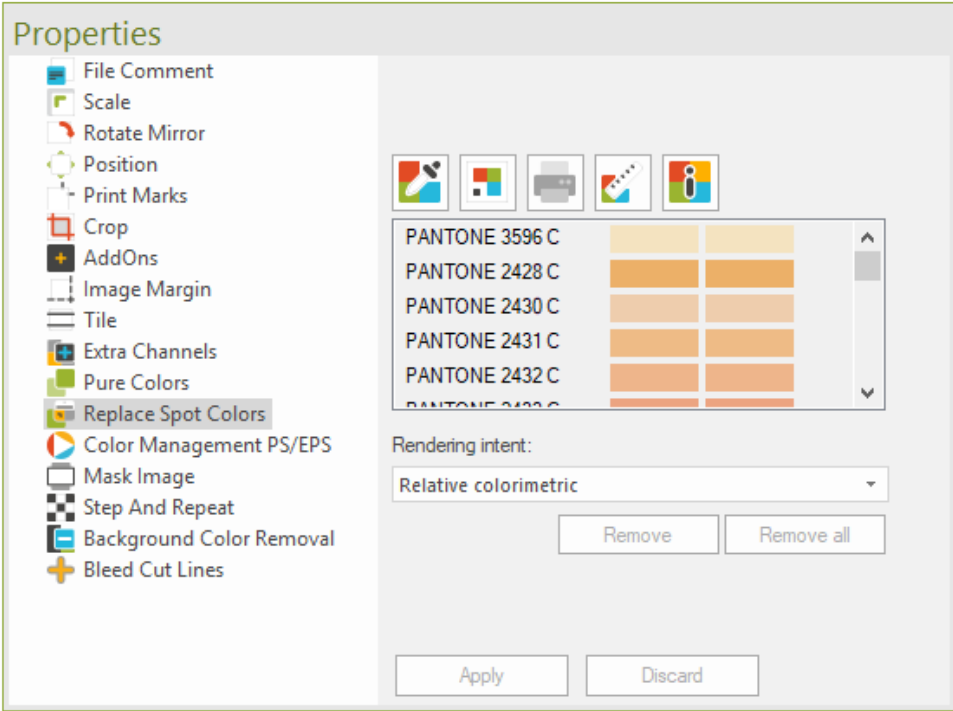 Properties
File Comment
Scale
Rotate Mirror
Position
Print Marks
Crop
AddOns
Image Margin
Tile
Extra Channels
Pure Colors
Replace Spot Colors
Color Management PS/EPS
Mask Image
Step And Repeat
Background Color Removal
Bleed Cut Lines
PANTONE 3596 C
PANTONE 2428 C
PANTONE 2430 C
PANTONE 2431 C
PANTONE 2432 C
PANTONE 2433 C
Rendering intent:
Relative colorimetric
Remove
Remove all
Apply
Discard